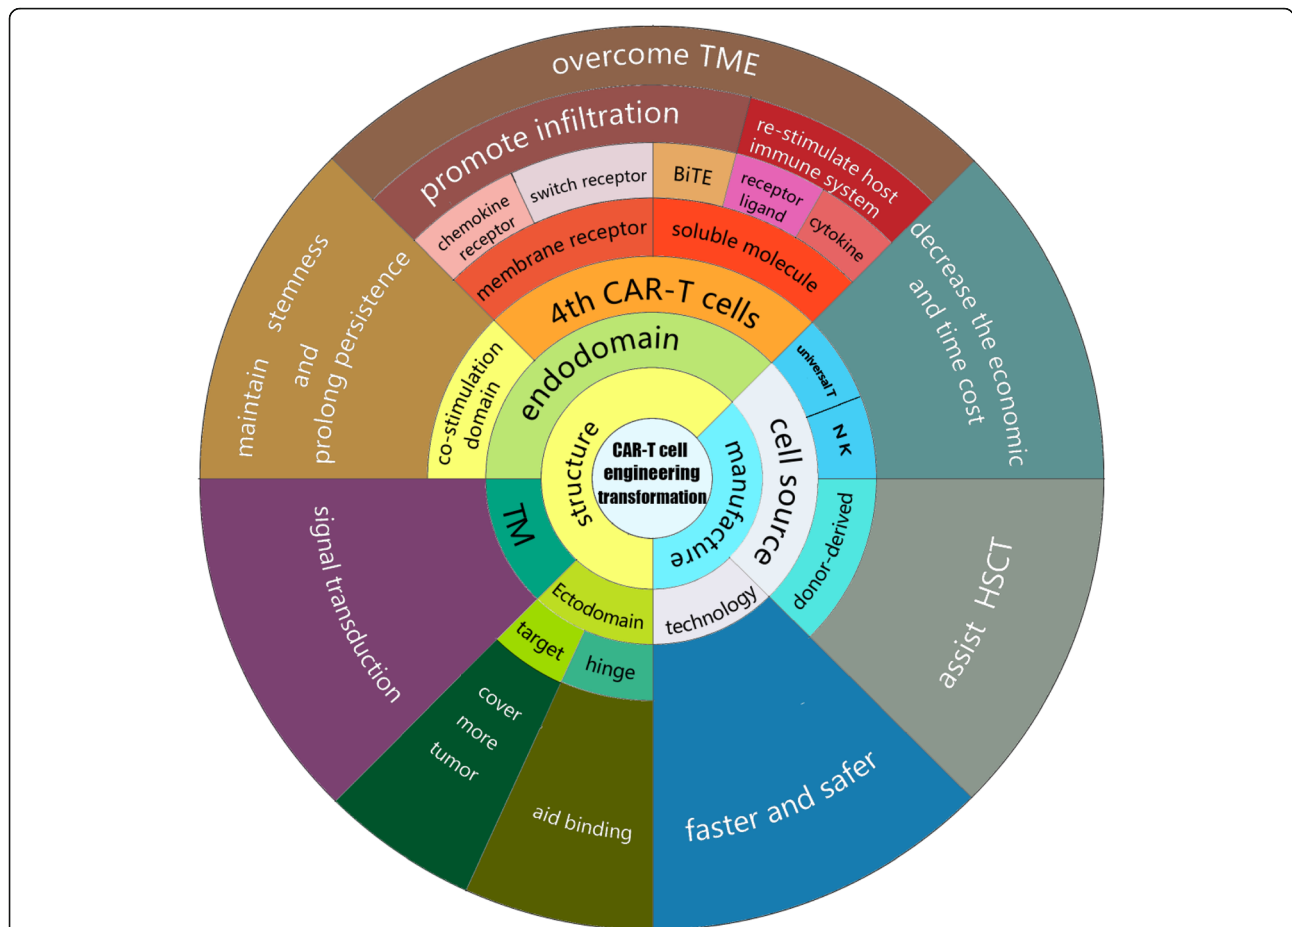 overcome TME
promote infiltration
re-stimulate host
immune system
chemokine
receptor
switch receptor
BiTE
receptor
ligand
cytokine
membrane receptor
soluble molecule
4th CAR-T cells
endodomain
co-stimulation
domain
maintain stemness
and
prolong persistence
decrease the economic
and time cost
universal T
N K
cell source
structure
CAR-T cell
engineering
transformation
manufacture
TM
signal transduction
donor-derived
assist HSCT
Ectodomain
technology
target
hinge
cover
more
tumor
aid binding
faster and safer